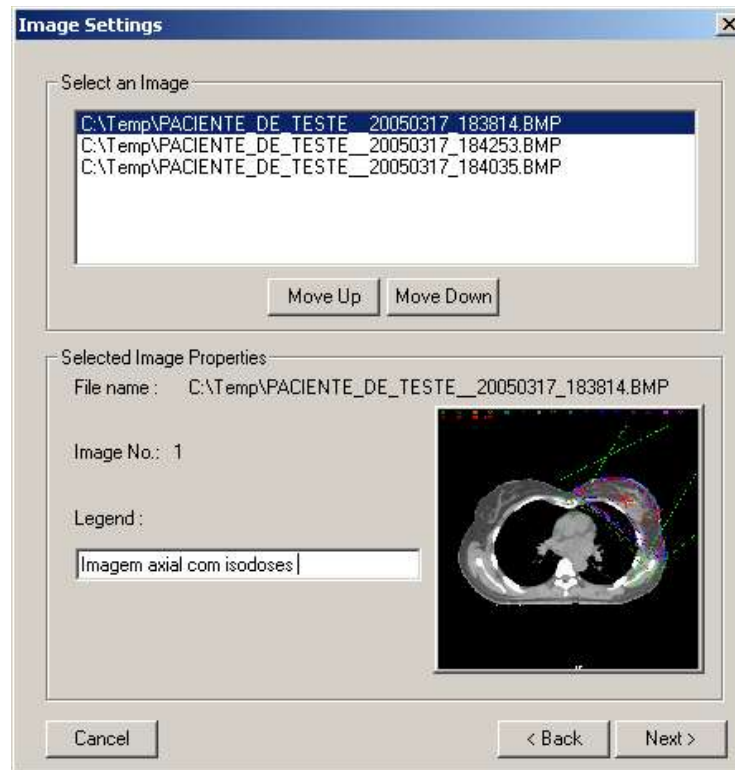 Image Settings
Select an Image
C:\Temp\PACIENTE_DE_TESTE__20050317_183814.BMP
C:\Temp\PACIENTE_DE_TESTE__20050317_184253.BMP
C:\Temp\PACIENTE_DE_TESTE__20050317_184035.BMP
Move Up Move Down
Selected Image Properties
File name : C:\Temp\PACIENTE_DE_TESTE__20050317_183814.BMP
Image No.: 1
Legend :
Imagem axial com isodoses
Cancel < Back Next >